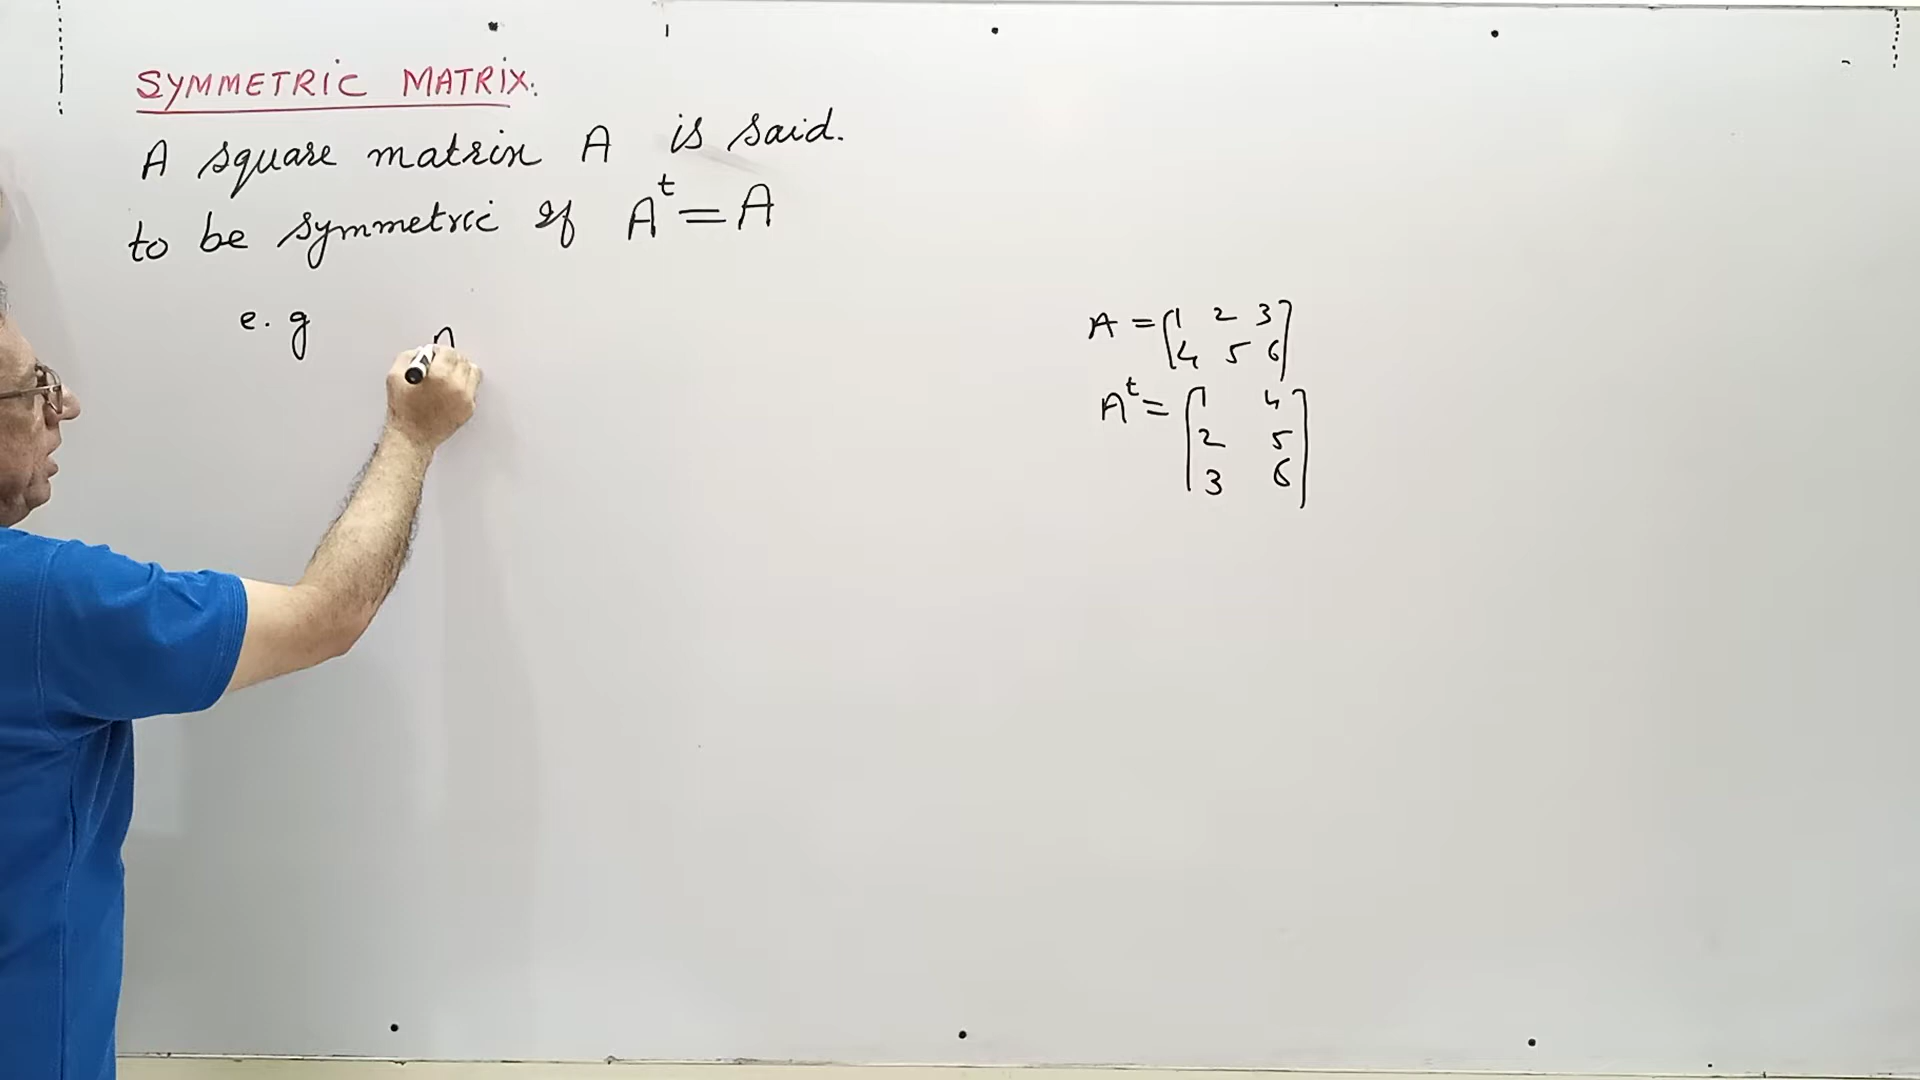 SYMMETRIC MATRIX.
A square matrix A is said.
to be symmetric if A^t = A
e.g
A = [1 2 3
4 5 6]
A^t = [1 4
2 5
3 6]